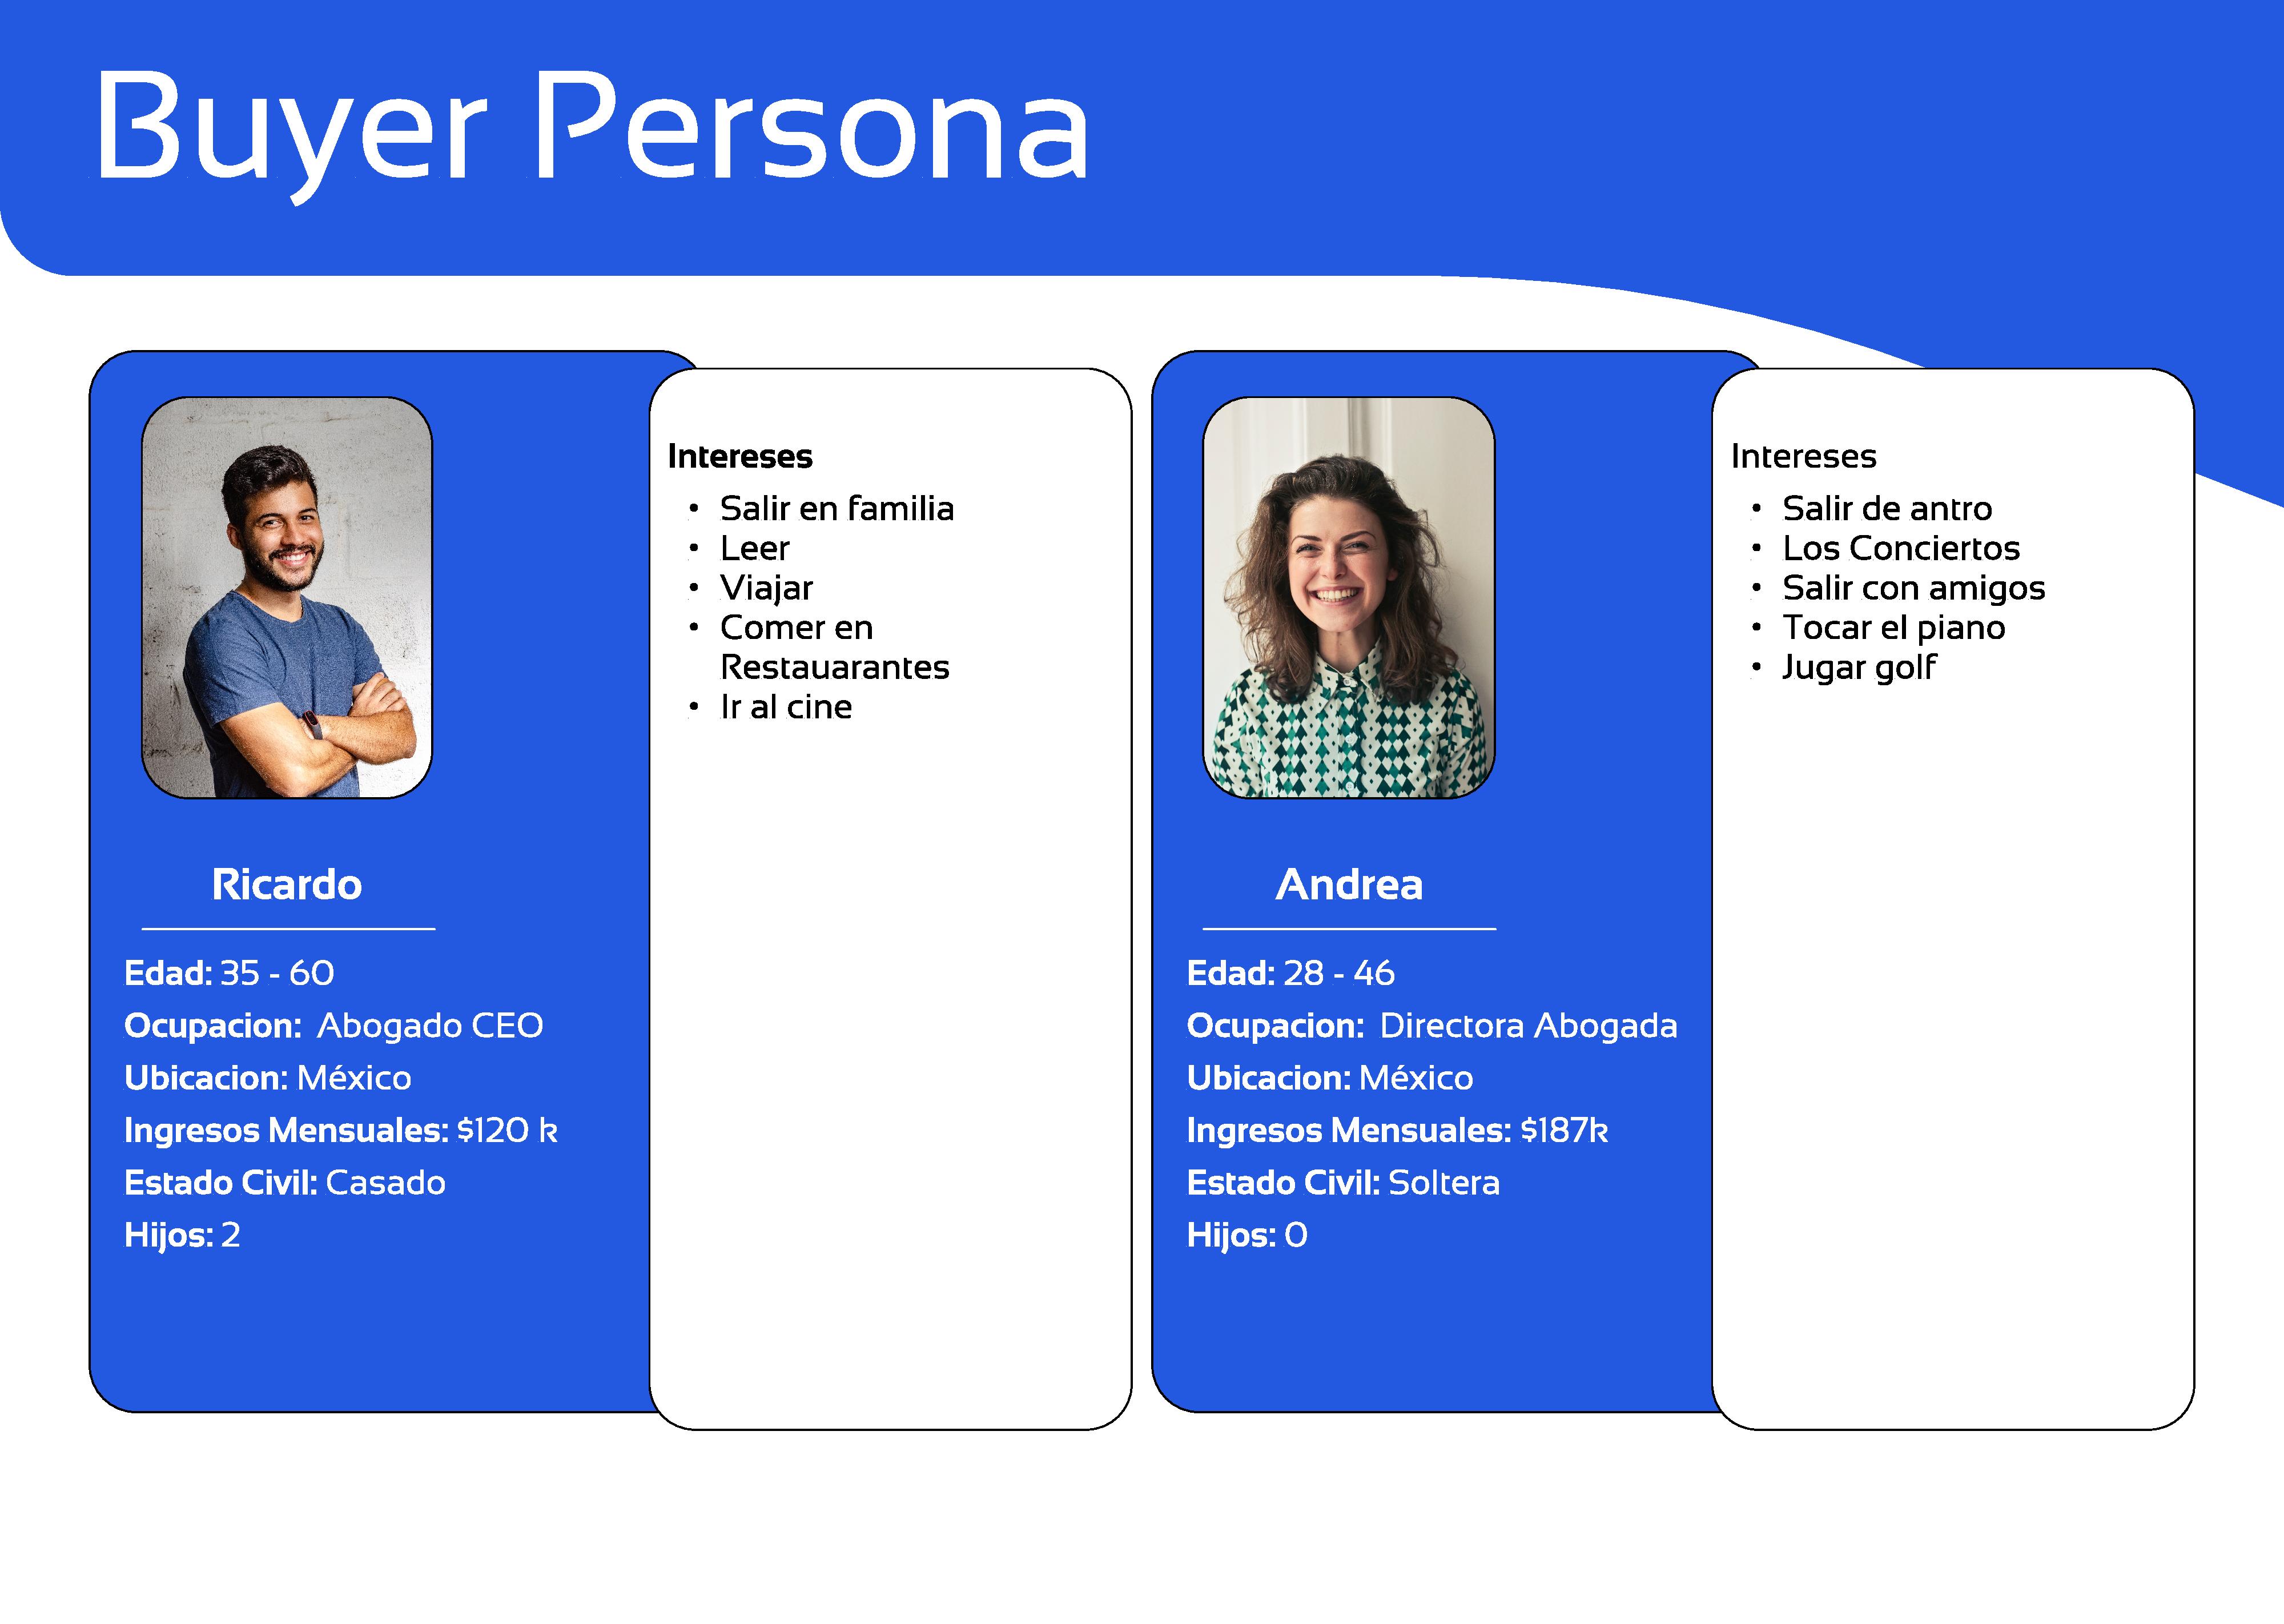 Buyer Persona
Ricardo
Edad: 35 - 60
Ocupacion: Abogado CEO
Ubicacion: México
Ingresos Mensuales: $120 k
Estado Civil: Casado
Hijos: 2
Intereses
• Salir en familia
• Leer
• Viajar
• Comer en
Restauarantes
• Ir al cine
Andrea
Edad: 28 - 46
Ocupacion: Directora Abogada
Ubicacion: México
Ingresos Mensuales: $187k
Estado Civil: Soltera
Hijos: 0
Intereses
• Salir de antro
• Los Conciertos
• Salir con amigos
• Tocar el piano
• Jugar golf